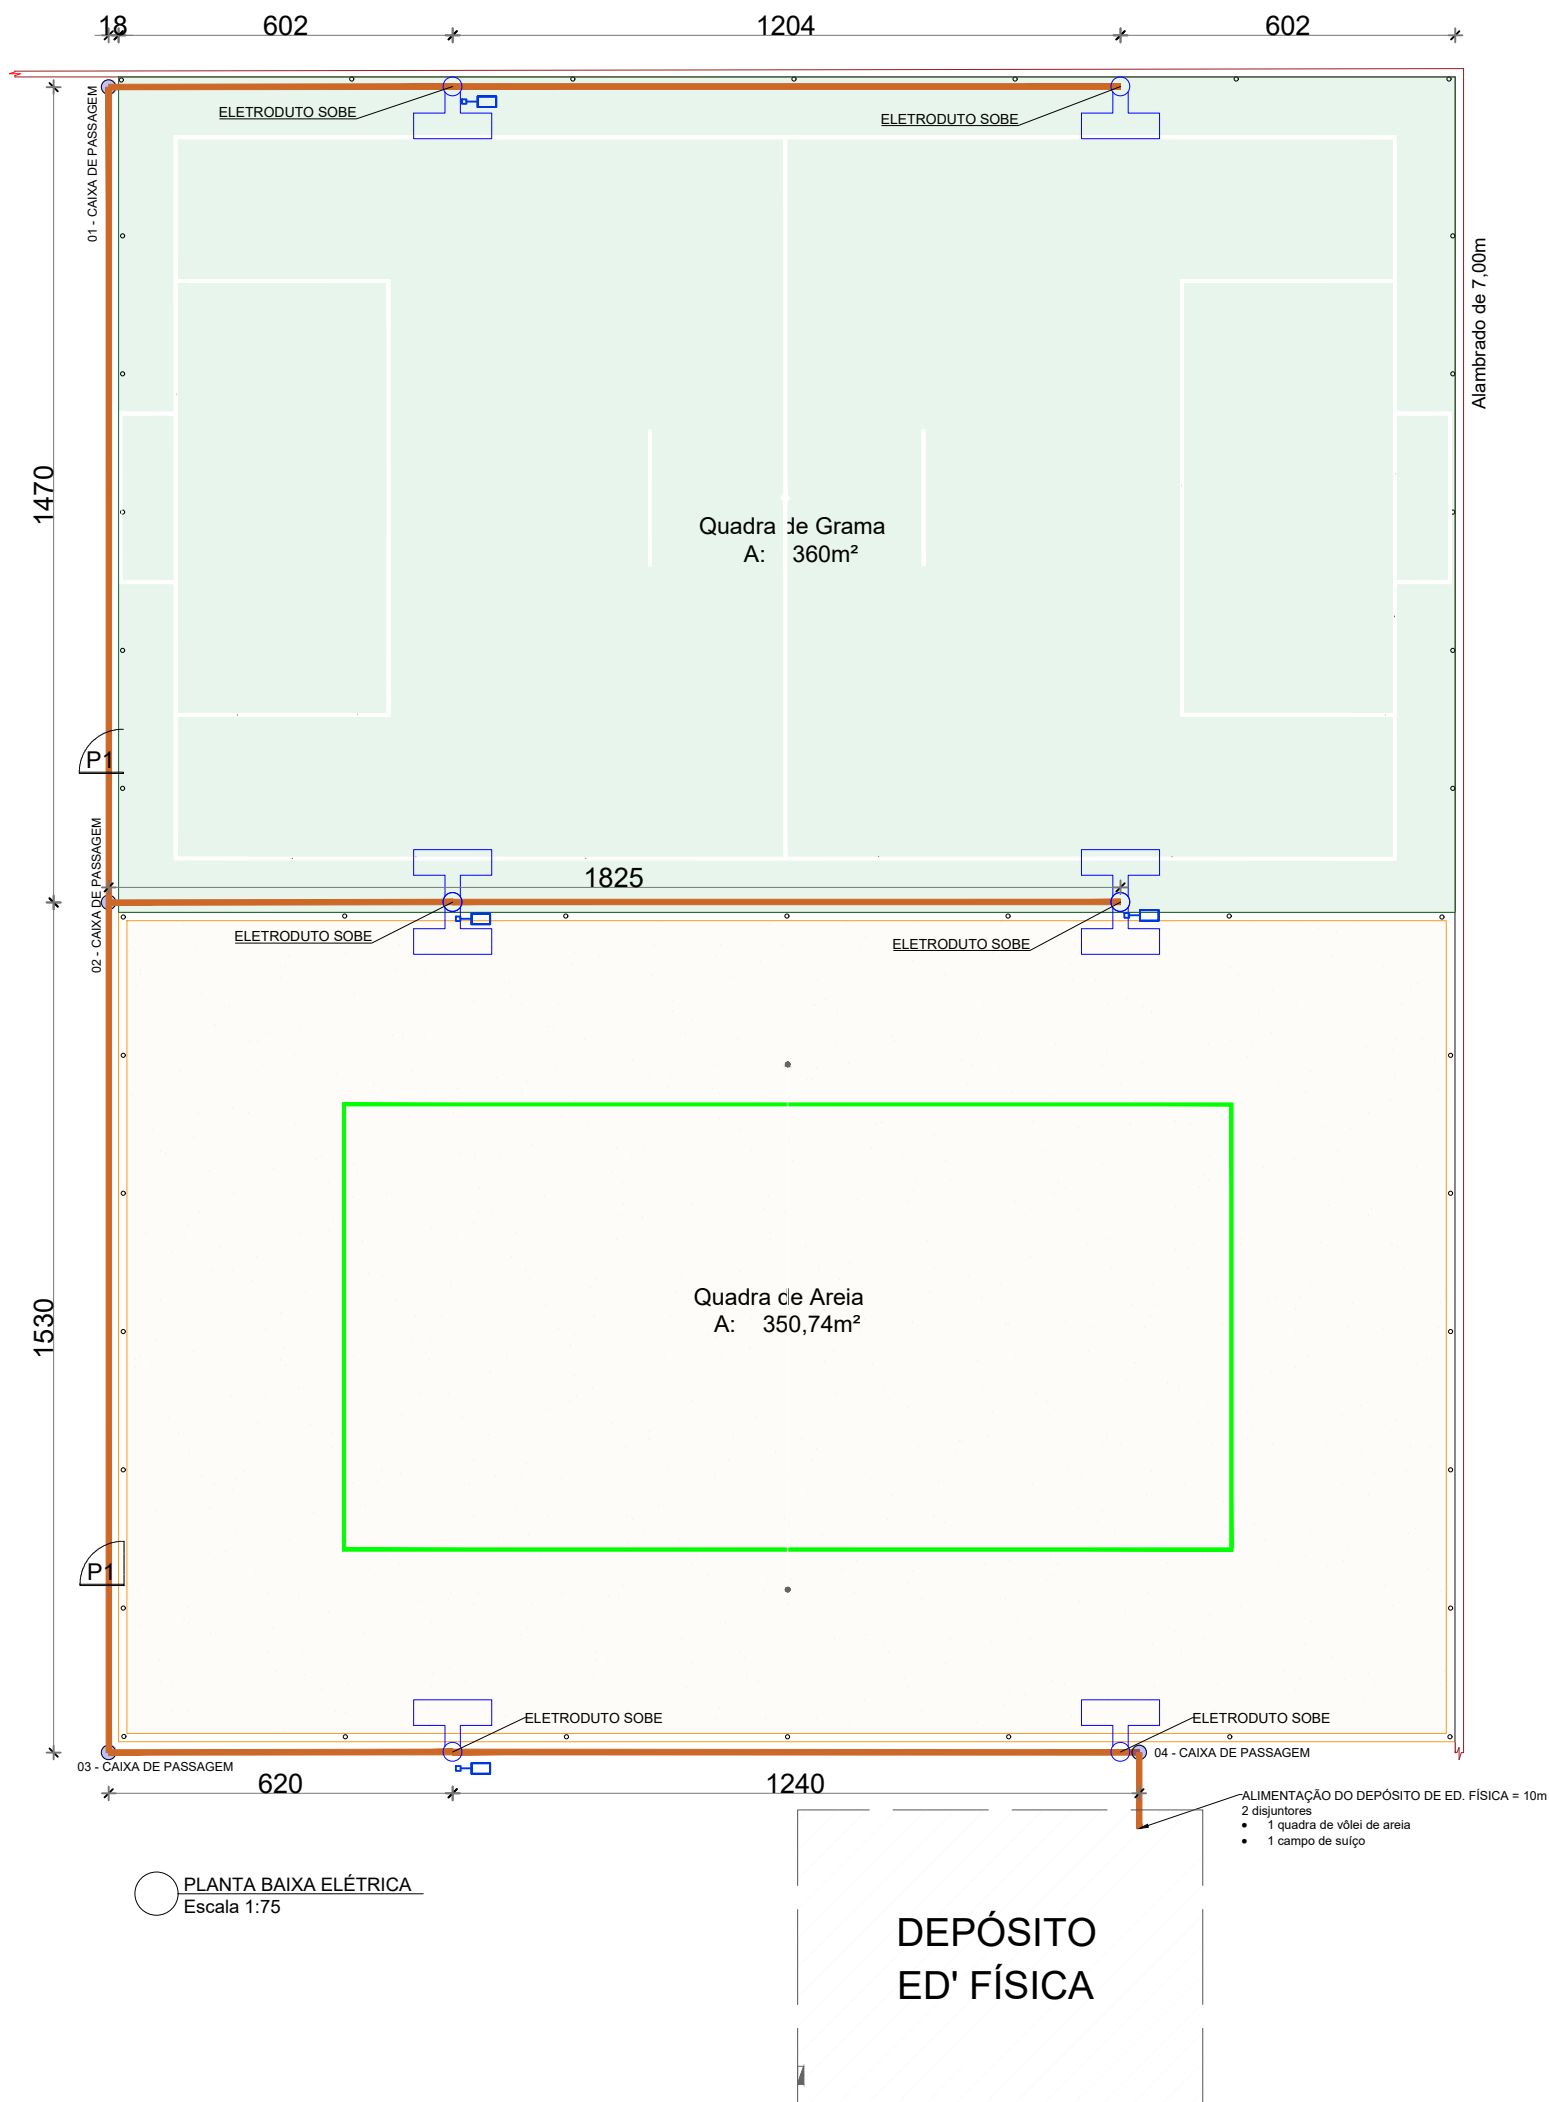 18
602
1204
602
ELETRODUTO SOBE
ELETRODUTO SOBE
01 - CAIXA DE PASSAGEM
Alambrado de 7,00m
1470
Quadra de Grama
A: 360m²
P1
02 - CAIXA DE PASSAGEM
1825
ELETRODUTO SOBE
ELETRODUTO SOBE
1530
Quadra de Areia
A: 350,74m²
P1
ELETRODUTO SOBE
ELETRODUTO SOBE
03 - CAIXA DE PASSAGEM
04 - CAIXA DE PASSAGEM
620
1240
ALIMENTAÇÃO DO DEPÓSITO DE ED. FÍSICA = 10m
2 disjuntores
• 1 quadra de vôlei de areia
• 1 campo de suíço
PLANTA BAIXA ELÉTRICA
Escala 1:75
DEPÓSITO
ED' FÍSICA